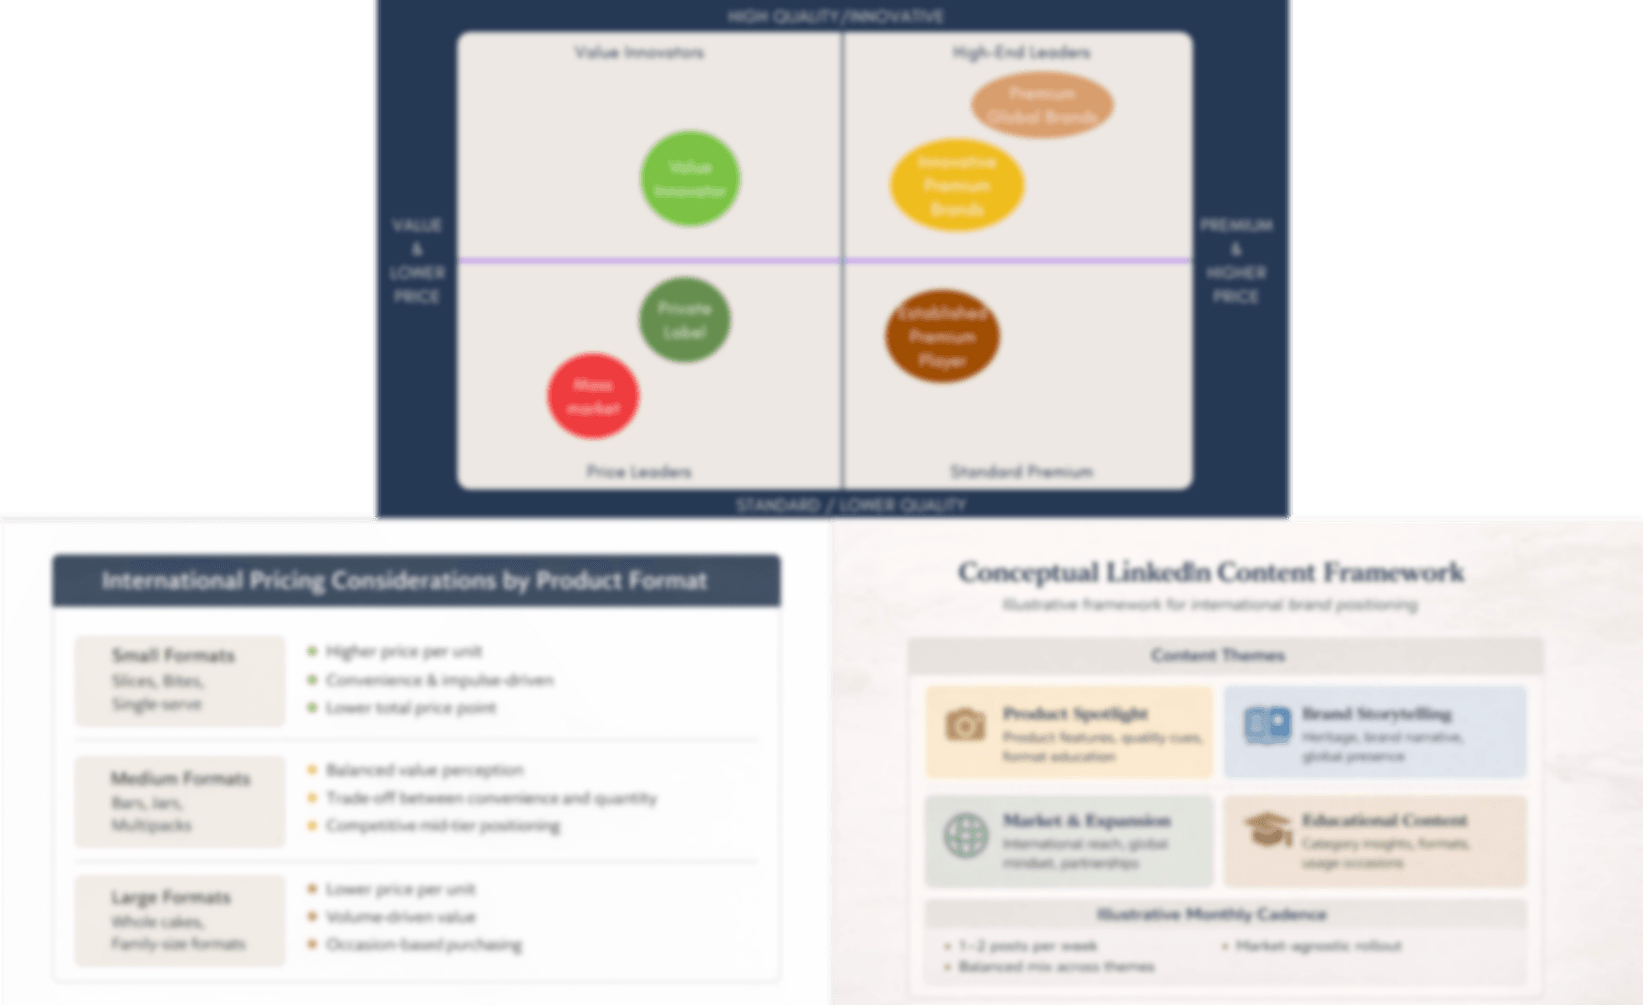 HIGH QUALITY/INNOVATIVE
Value Innovators
High-End Leaders
Premium
Global Brands
Value
Innovator
Innovative
Premium
Brands
VALUE
&
LOWER
PRICE
PREMIUM
&
HIGHER
PRICE
Private
Label
Established
Premium
Player
Mass
market
Price Leaders
Standard Premium
STANDARD / LOWER QUALITY
International Pricing Considerations by Product Format
Small Formats
Slices, Bites,
Single-serve
Higher price per unit
Convenience & impulse-driven
Lower total price point
Medium Formats
Bars, Jars,
Multipacks
Balanced value perception
Trade-off between convenience and quantity
Competitive mid-tier positioning
Large Formats
Whole cakes,
Family-size formats
Lower price per unit
Volume-driven value
Occasion-based purchasing
Conceptual LinkedIn Content Framework
Illustrative framework for international brand positioning
Content Themes
Product Spotlight
Product features, quality cues,
format education
Brand Storytelling
Heritage, brand narrative,
global presence
Market & Expansion
International reach, global
mindset, partnerships
Educational Content
Category insights, formats,
usage occasions
Illustrative Monthly Cadence
1–2 posts per week
Balanced mix across themes
Market-agnostic rollout